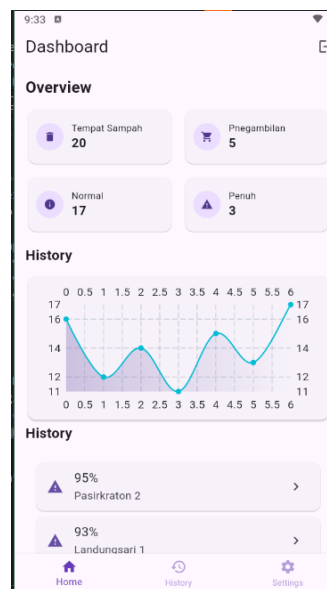 9:33
Dashboard
Overview
Tempat Sampah
20
Pnegambilan
5
Normal
17
Penuh
3
History
0 0.5 1 1.5 2 2.5 3 3.5 4 4.5 5 5.5 6
17 17
16 16
14 14
12 12
11 11
0 0.5 1 1.5 2 2.5 3 3.5 4 4.5 5 5.5 6
History
95%
Pasirkraton 2
93%
Landungsari 1
Home History Settings